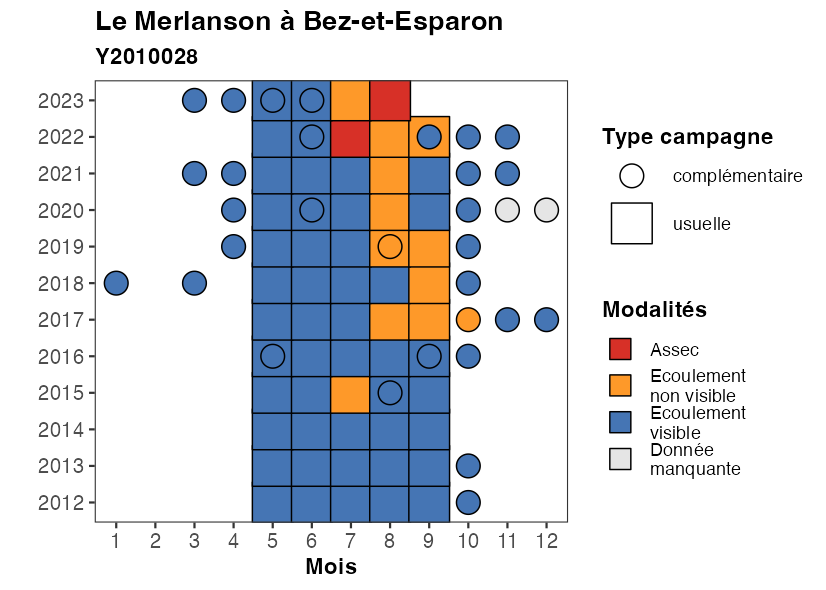 Le Merlanson à Bez-et-Esparon
Y2010028
2023
2022
2021
2020
2019
2018
2017
2016
2015
2014
2013
2012
1 2 3 4 5 6 7 8 9 10 11 12
Mois
Type campagne
complémentaire
usuelle
Modalités
Assec
Ecoulement
non visible
Ecoulement
visible
Donnée
manquante